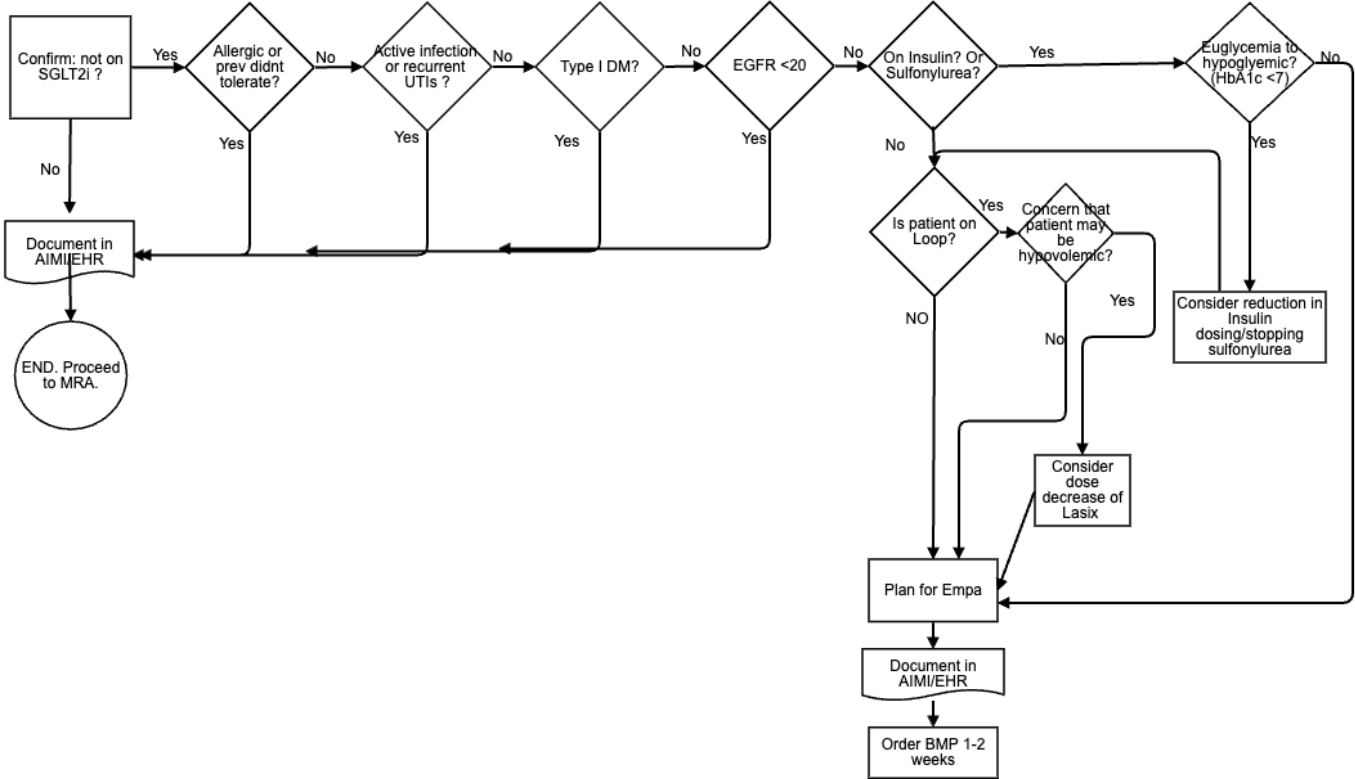 Confirm: not on
SGLT2i ?
Yes
Allergic or
prev didnt
tolerate?
No
Active infection
or recurrent
UTIs ?
No
Type I DM?
No
EGFR <20
No
On Insulin? Or
Sulfonylurea?
Yes
Euglycemia to
hypoglyemic?
(HbA1c <7)
No
No
Yes
Yes
Yes
Yes
No
Yes
Document in
AIMI/EHR
END. Proceed
to MRA.
Is patient on
Loop?
Yes
Concern that
patient may
be
hypovolemic?
Yes
Consider reduction in
Insulin
dosing/stopping
sulfonylurea
NO
No
Consider
dose
decrease of
Lasix
Plan for Empa
Document in
AIMI/EHR
Order BMP 1-2
weeks